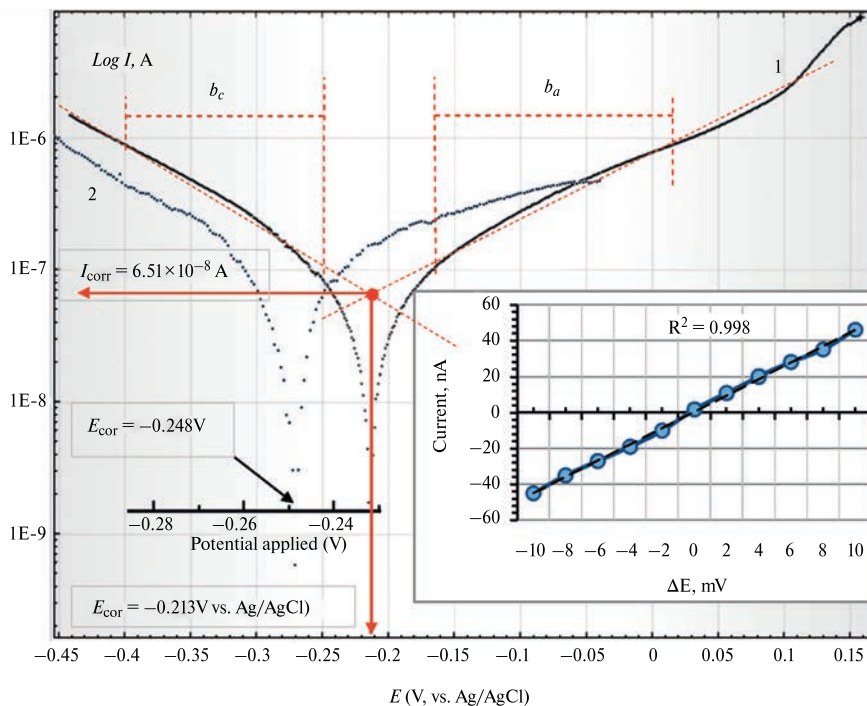 Log I, A
1
b_c
b_a
1E-6
2
1E-7
I_corr = 6.51×10^−8 A
1E-8
E_cor = −0.248V
−0.28 −0.26 −0.24
Potential applied (V)
1E-9
E_cor = −0.213V vs. Ag/AgCl)
−0.45 −0.4 −0.35 −0.3 −0.25 −0.2 −0.15 −0.1 −0.05 0 0.05 0.1 0.15
E (V, vs. Ag/AgCl)
R² = 0.998
Current, nA
60
40
20
0
−20
−40
−60
−10 −8 −6 −4 −2 0 2 4 6 8 10
ΔE, mV